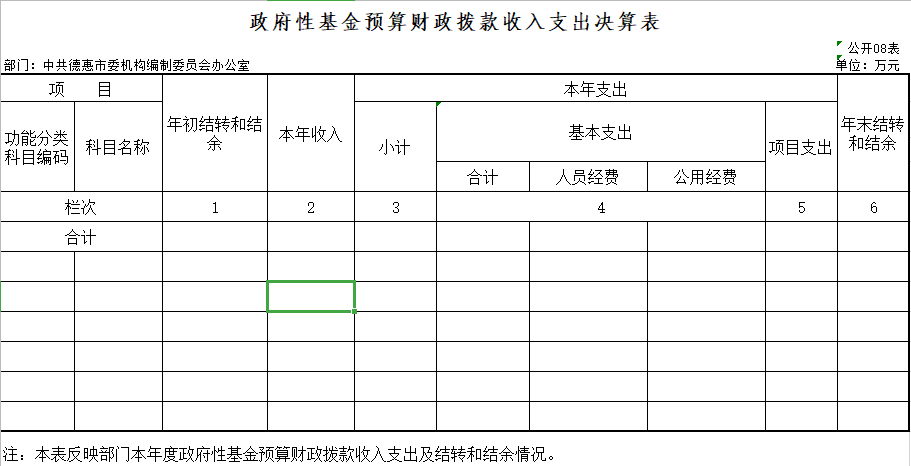 政府性基金预算财政拨款收入支出决算表
公开08表
部门：中共德惠市委机构编制委员会办公室
单位：万元
项 目
年初结转和结余
本年收入
本年支出
年末结转和结余
功能分类科目编码
科目名称
小计
基本支出
项目支出
合计
人员经费
公用经费
栏次
1
2
3
4
5
6
合计
注：本表反映部门本年度政府性基金预算财政拨款收入支出及结转和结余情况。